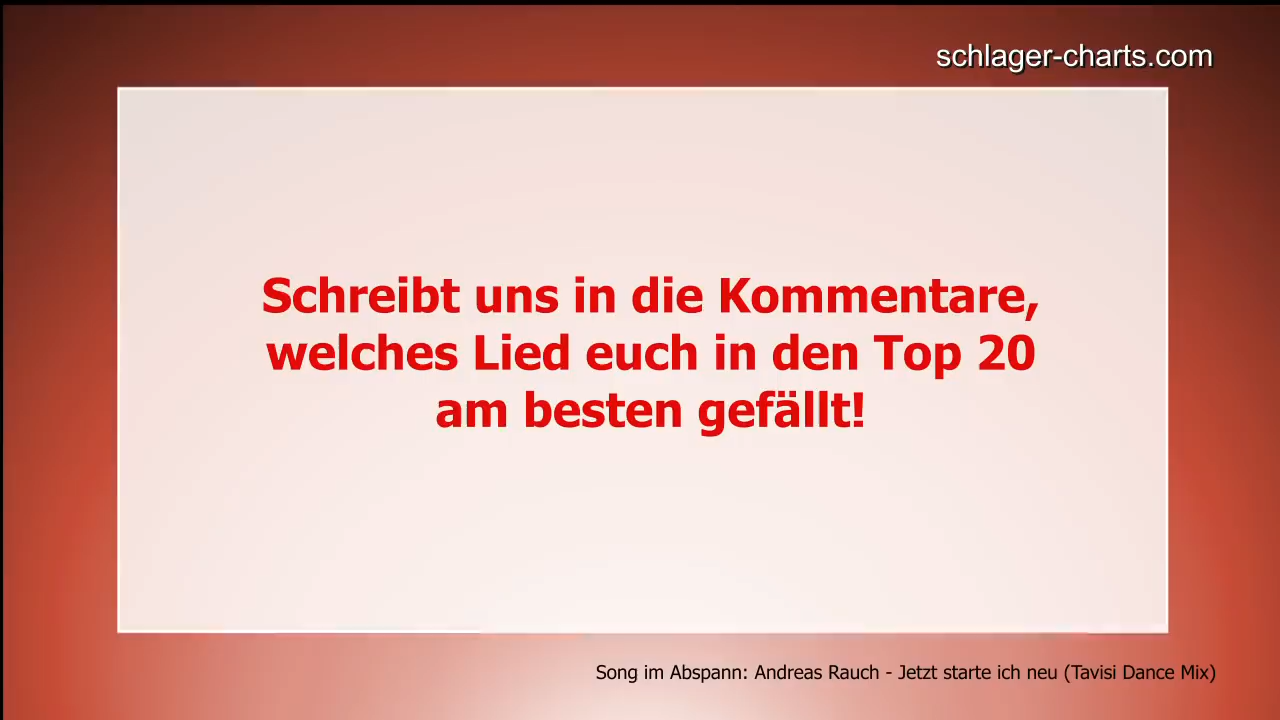 schlager-charts.com
Schreibt uns in die Kommentare,
welches Lied euch in den Top 20
am besten gefällt!
Song im Abspann: Andreas Rauch - Jetzt starte ich neu (Tavisi Dance Mix)